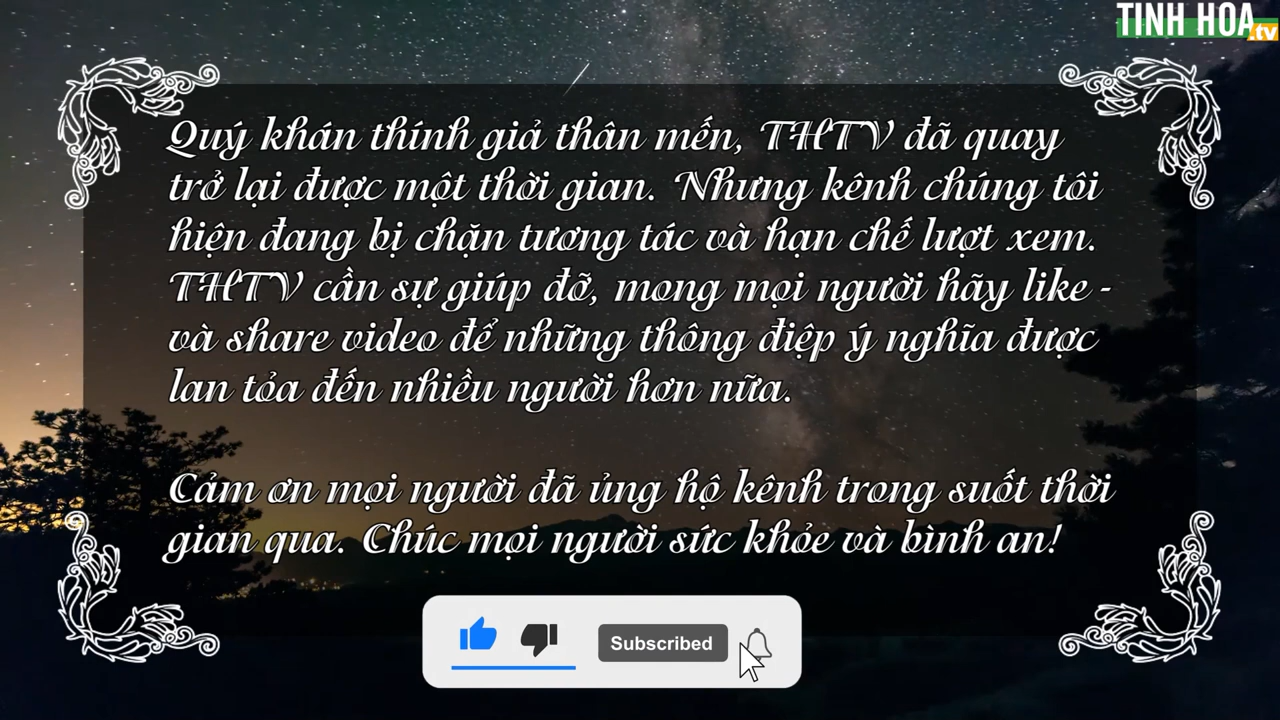 TINH HOA
.tv
Quý khán thính giả thân mến, THTV đã quay
trở lại được một thời gian. Nhưng kênh chúng tôi
hiện đang bị chặn tương tác và hạn chế lượt xem.
THTV cần sự giúp đỡ, mong mọi người hãy like -
và share video để những thông điệp ý nghĩa được
lan tỏa đến nhiều người hơn nữa.
Cảm ơn mọi người đã ủng hộ kênh trong suốt thời
gian qua. Chúc mọi người sức khỏe và bình an!
Subscribed